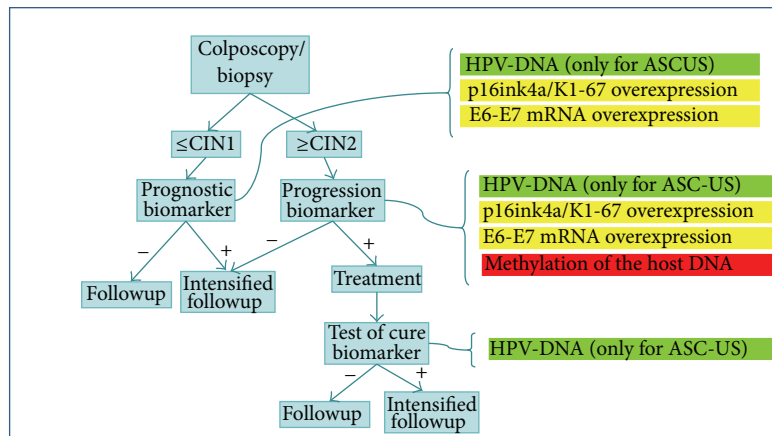 Colposcopy/
biopsy
HPV-DNA (only for ASCUS)
p16ink4a/K1-67 overexpression
E6-E7 mRNA overexpression
≤CIN1
≥CIN2
Prognostic
biomarker
Progression
biomarker
HPV-DNA (only for ASC-US)
p16ink4a/K1-67 overexpression
E6-E7 mRNA overexpression
Methylation of the host DNA
−
+
−
+
Followup
Intensified
followup
Treatment
Test of cure
biomarker
HPV-DNA (only for ASC-US)
−
+
Followup
Intensified
followup